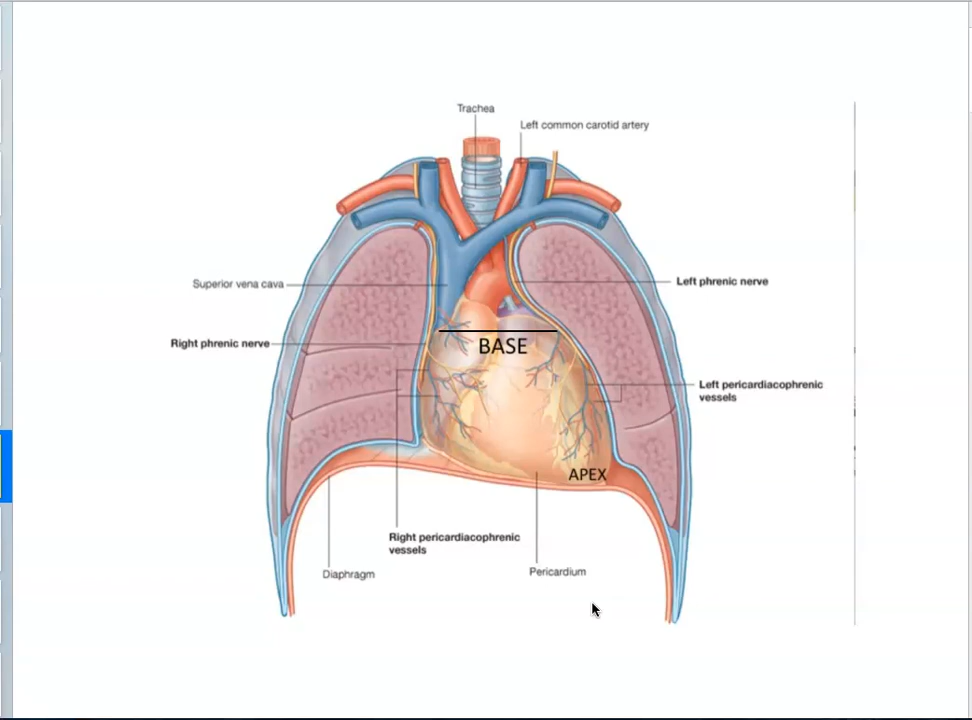 Trachea
Left common carotid artery
Superior vena cava
Left phrenic nerve
Right phrenic nerve
BASE
Left pericardiacophrenic
vessels
APEX
Right pericardiacophrenic
vessels
Diaphragm
Pericardium